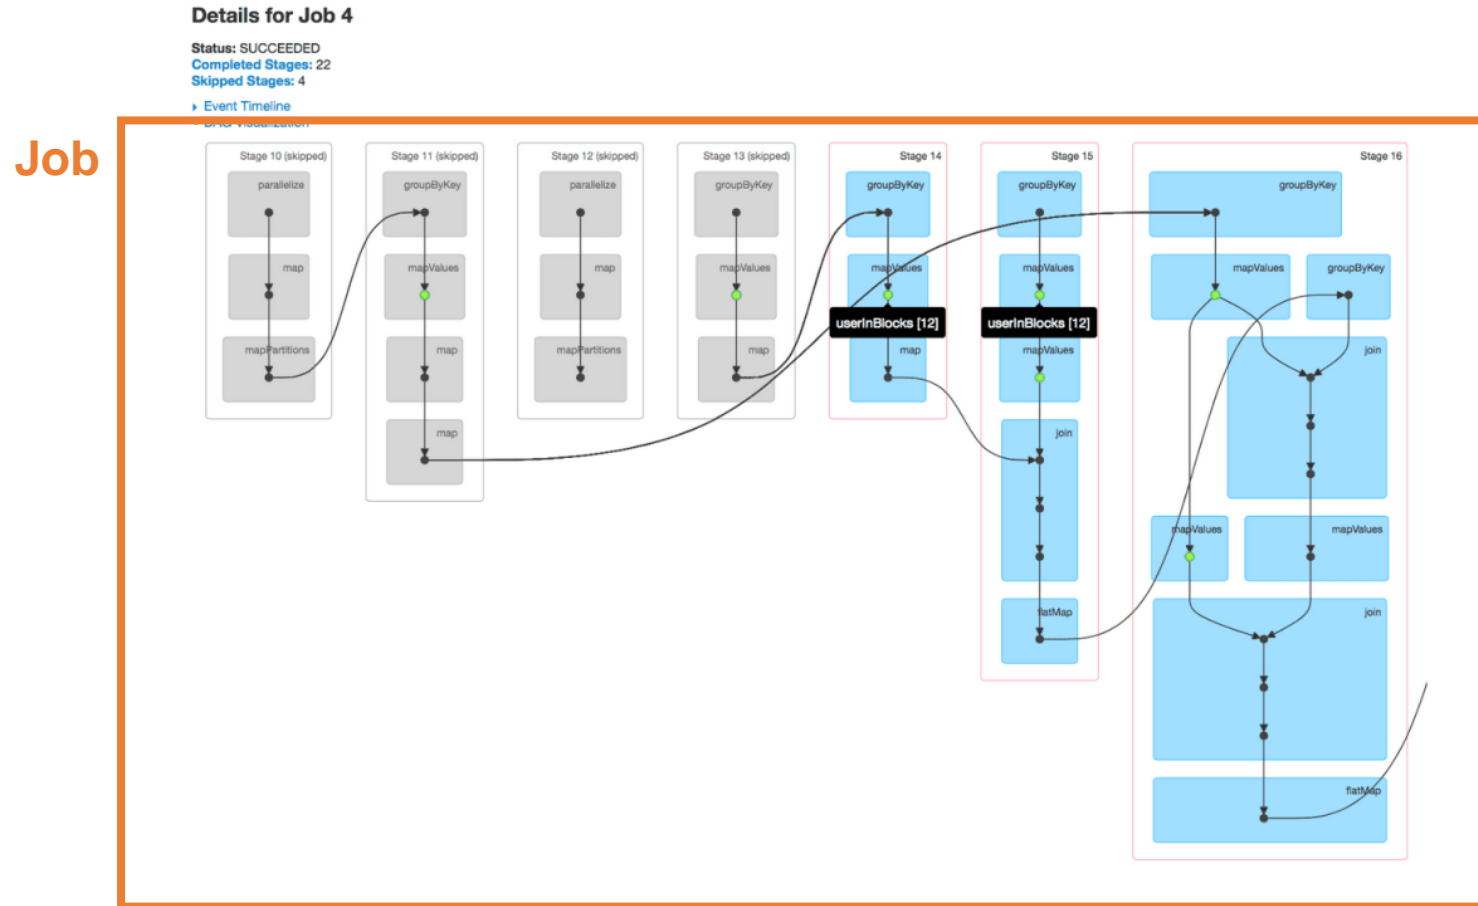 Details for Job 4
Status: SUCCEEDED
Completed Stages: 22
Skipped Stages: 4
Event Timeline
DAG Visualization
Job
Stage 10 (skipped)
parallelize
map
mapPartitions
Stage 11 (skipped)
groupByKey
mapValues
map
map
Stage 12 (skipped)
parallelize
map
mapPartitions
Stage 13 (skipped)
groupByKey
mapValues
map
Stage 14
groupByKey
mapValues
userInBlocks [12]
map
Stage 15
groupByKey
mapValues
userInBlocks [12]
mapValues
join
flatMap
Stage 16
groupByKey
mapValues
groupByKey
join
mapValues
mapValues
join
flatMap